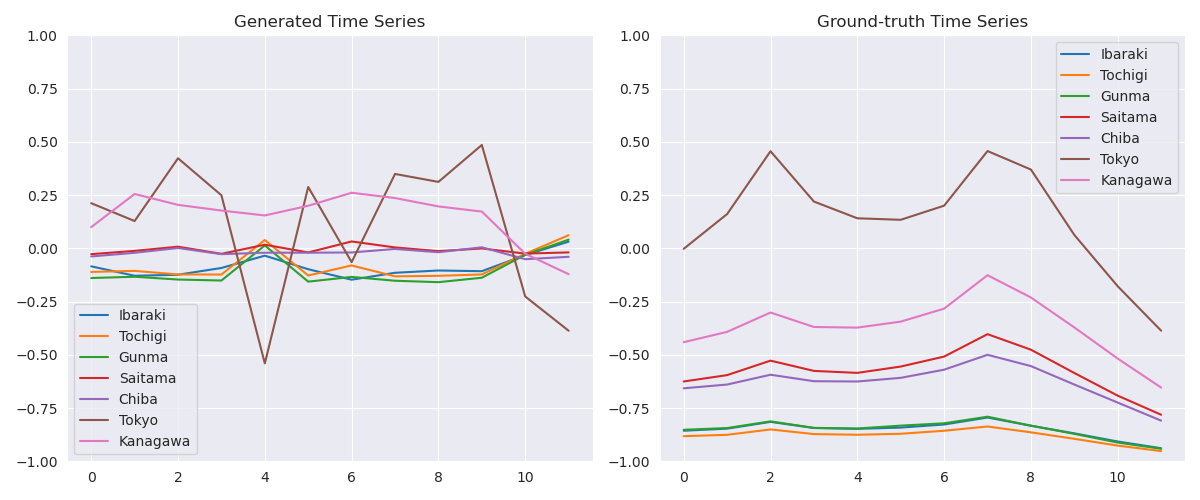 Generated Time Series
1.00
0.75
0.50
0.25
0.00
−0.25
−0.50
−0.75
−1.00
0 2 4 6 8 10
Ibaraki
Tochigi
Gunma
Saitama
Chiba
Tokyo
Kanagawa
Ground-truth Time Series
1.00
0.75
0.50
0.25
0.00
−0.25
−0.50
−0.75
−1.00
0 2 4 6 8 10
Ibaraki
Tochigi
Gunma
Saitama
Chiba
Tokyo
Kanagawa